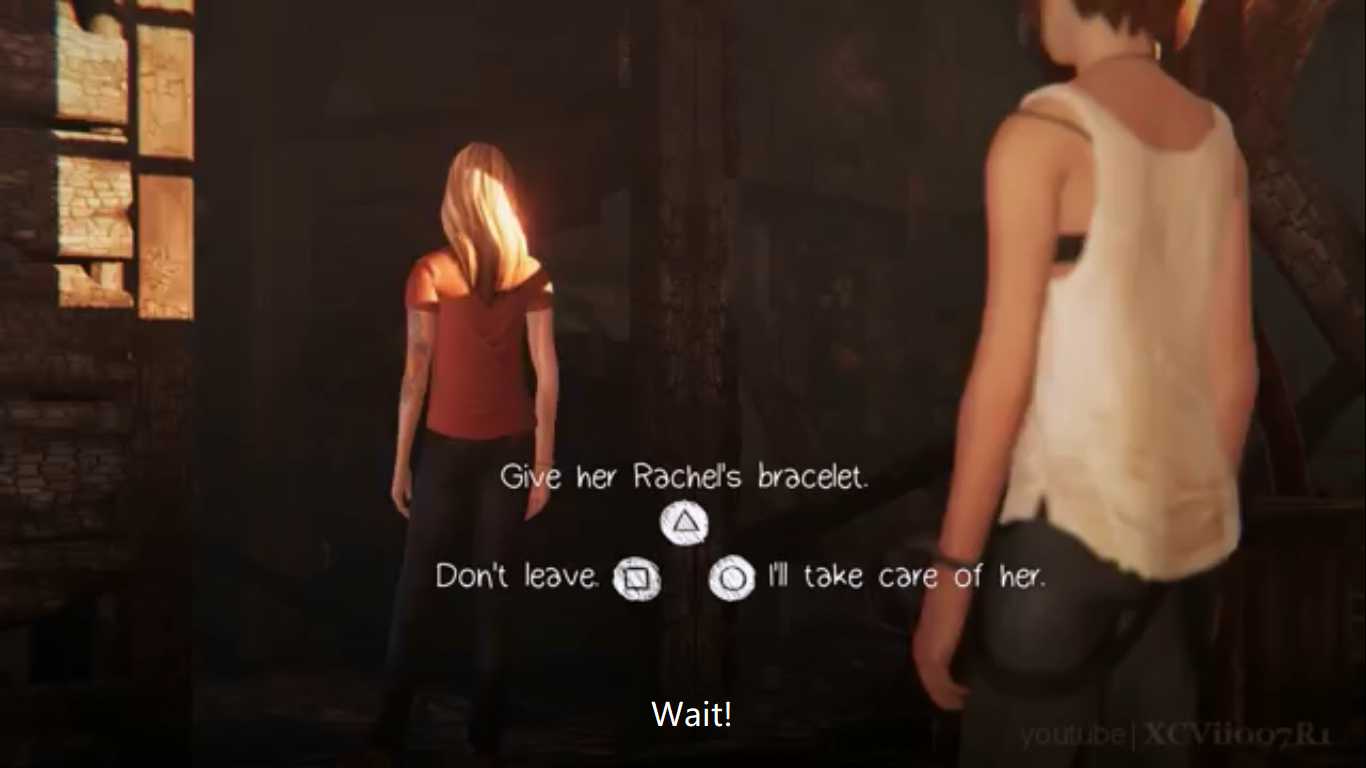 Give her Rachel's bracelet.
Don't leave.
I'll take care of her.
Wait!
youtube| XCVii007R1